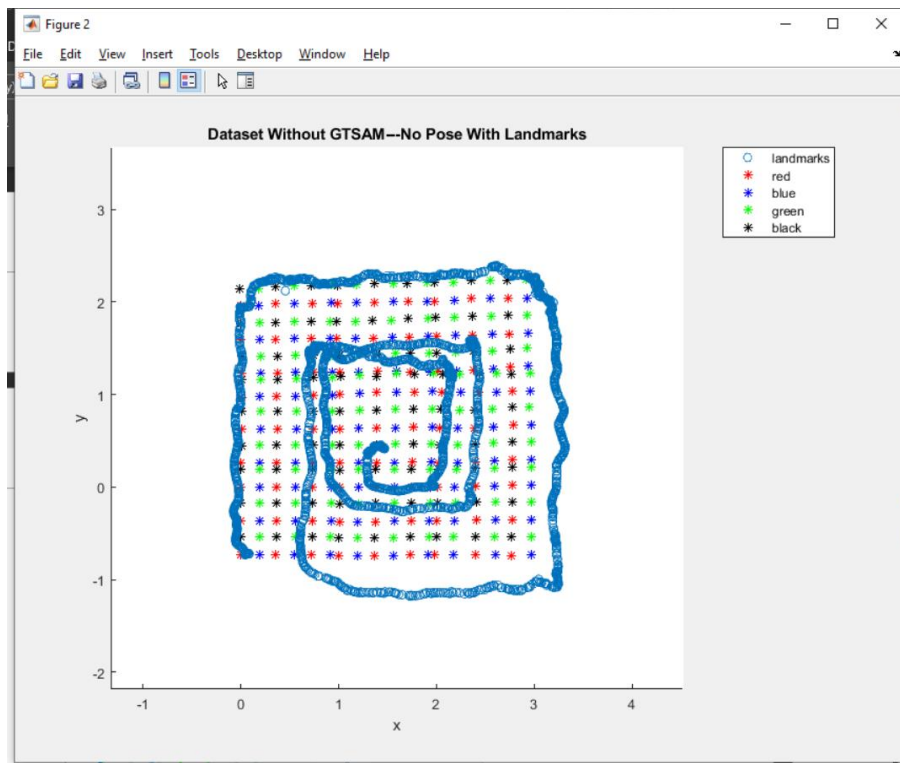 Figure 2
File Edit View Insert Tools Desktop Window Help
Dataset Without GTSAM---No Pose With Landmarks
landmarks
red
blue
green
black
3
2
1
0
-1
-2
y
-1 0 1 2 3 4
x